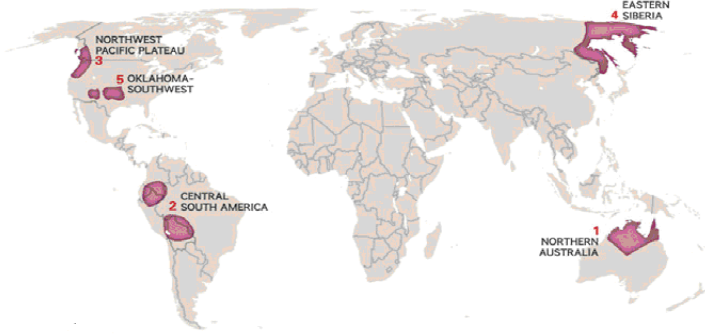 EASTERN
4 SIBERIA
NORTHWEST
PACIFIC PLATEAU
3
5 OKLAHOMA-
SOUTHWEST
CENTRAL
2 SOUTH AMERICA
1
NORTHERN
AUSTRALIA